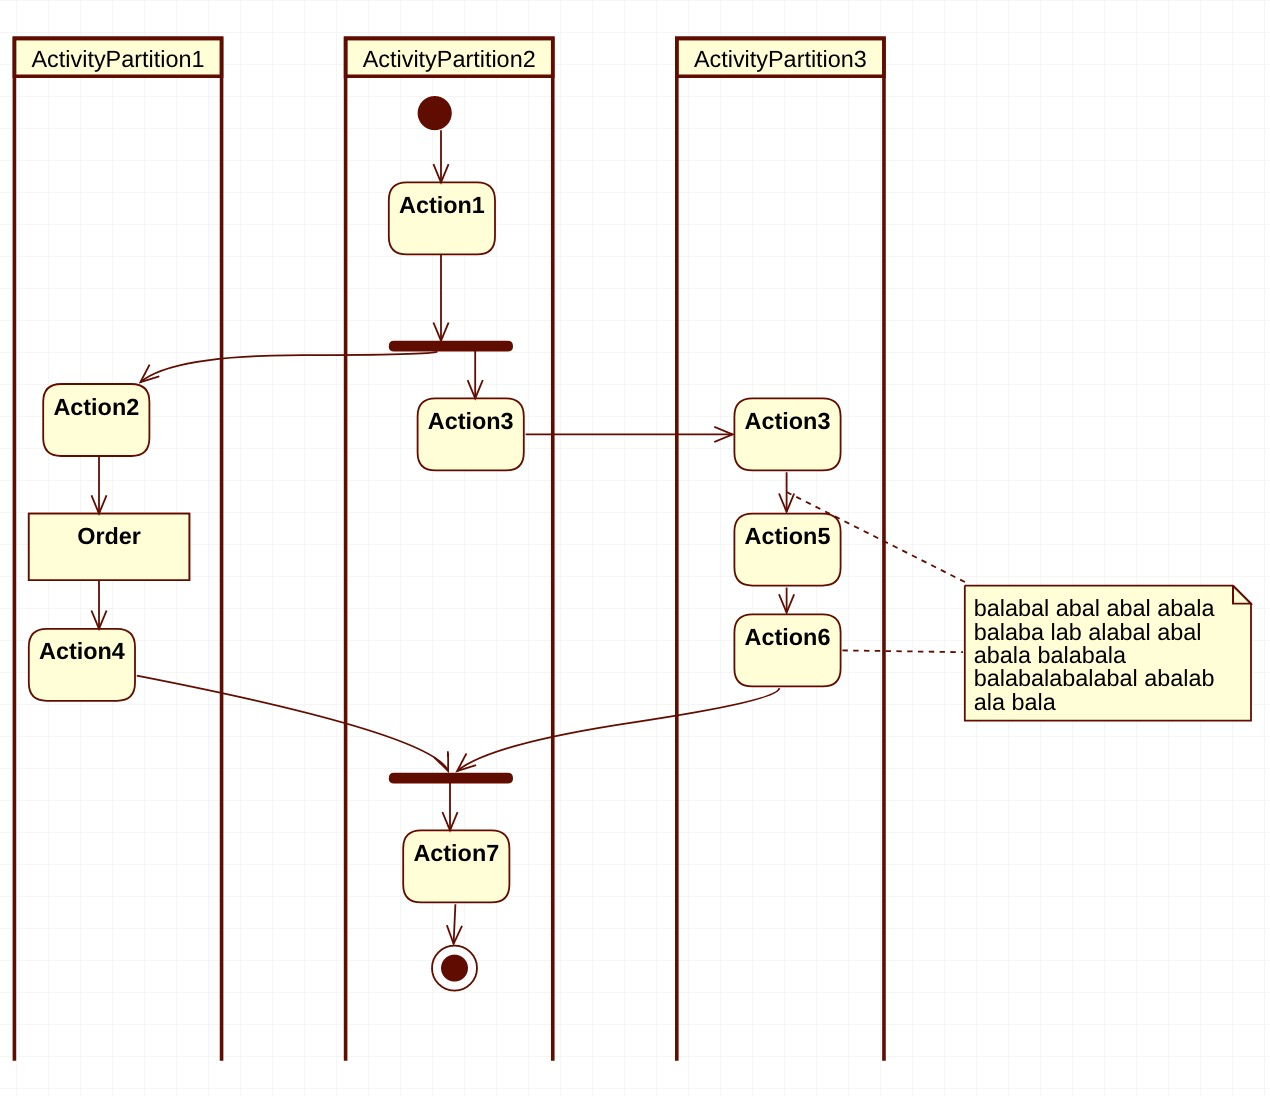 ActivityPartition1
ActivityPartition2
ActivityPartition3
Action1
Action2
Action3
Action3
Order
Action5
Action4
Action6
balabal abal abal abala
balaba lab alabal abal
abala balabala
balabalabalabal abalab
ala bala
Action7